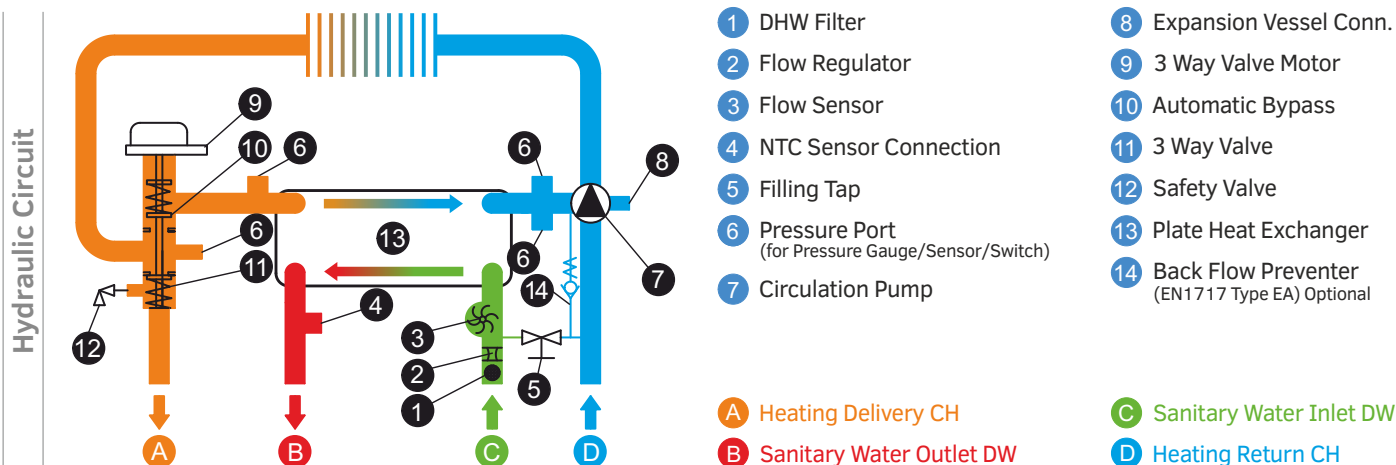 Hydraulic Circuit
9
10
6
6
8
13
6
11
6
7
14
4
3
12
2
5
1
A
B
C
D
1 DHW Filter
2 Flow Regulator
3 Flow Sensor
4 NTC Sensor Connection
5 Filling Tap
6 Pressure Port
(for Pressure Gauge/Sensor/Switch)
7 Circulation Pump
8 Expansion Vessel Conn.
9 3 Way Valve Motor
10 Automatic Bypass
11 3 Way Valve
12 Safety Valve
13 Plate Heat Exchanger
14 Back Flow Preventer
(EN1717 Type EA) Optional
A Heating Delivery CH
B Sanitary Water Outlet DW
C Sanitary Water Inlet DW
D Heating Return CH